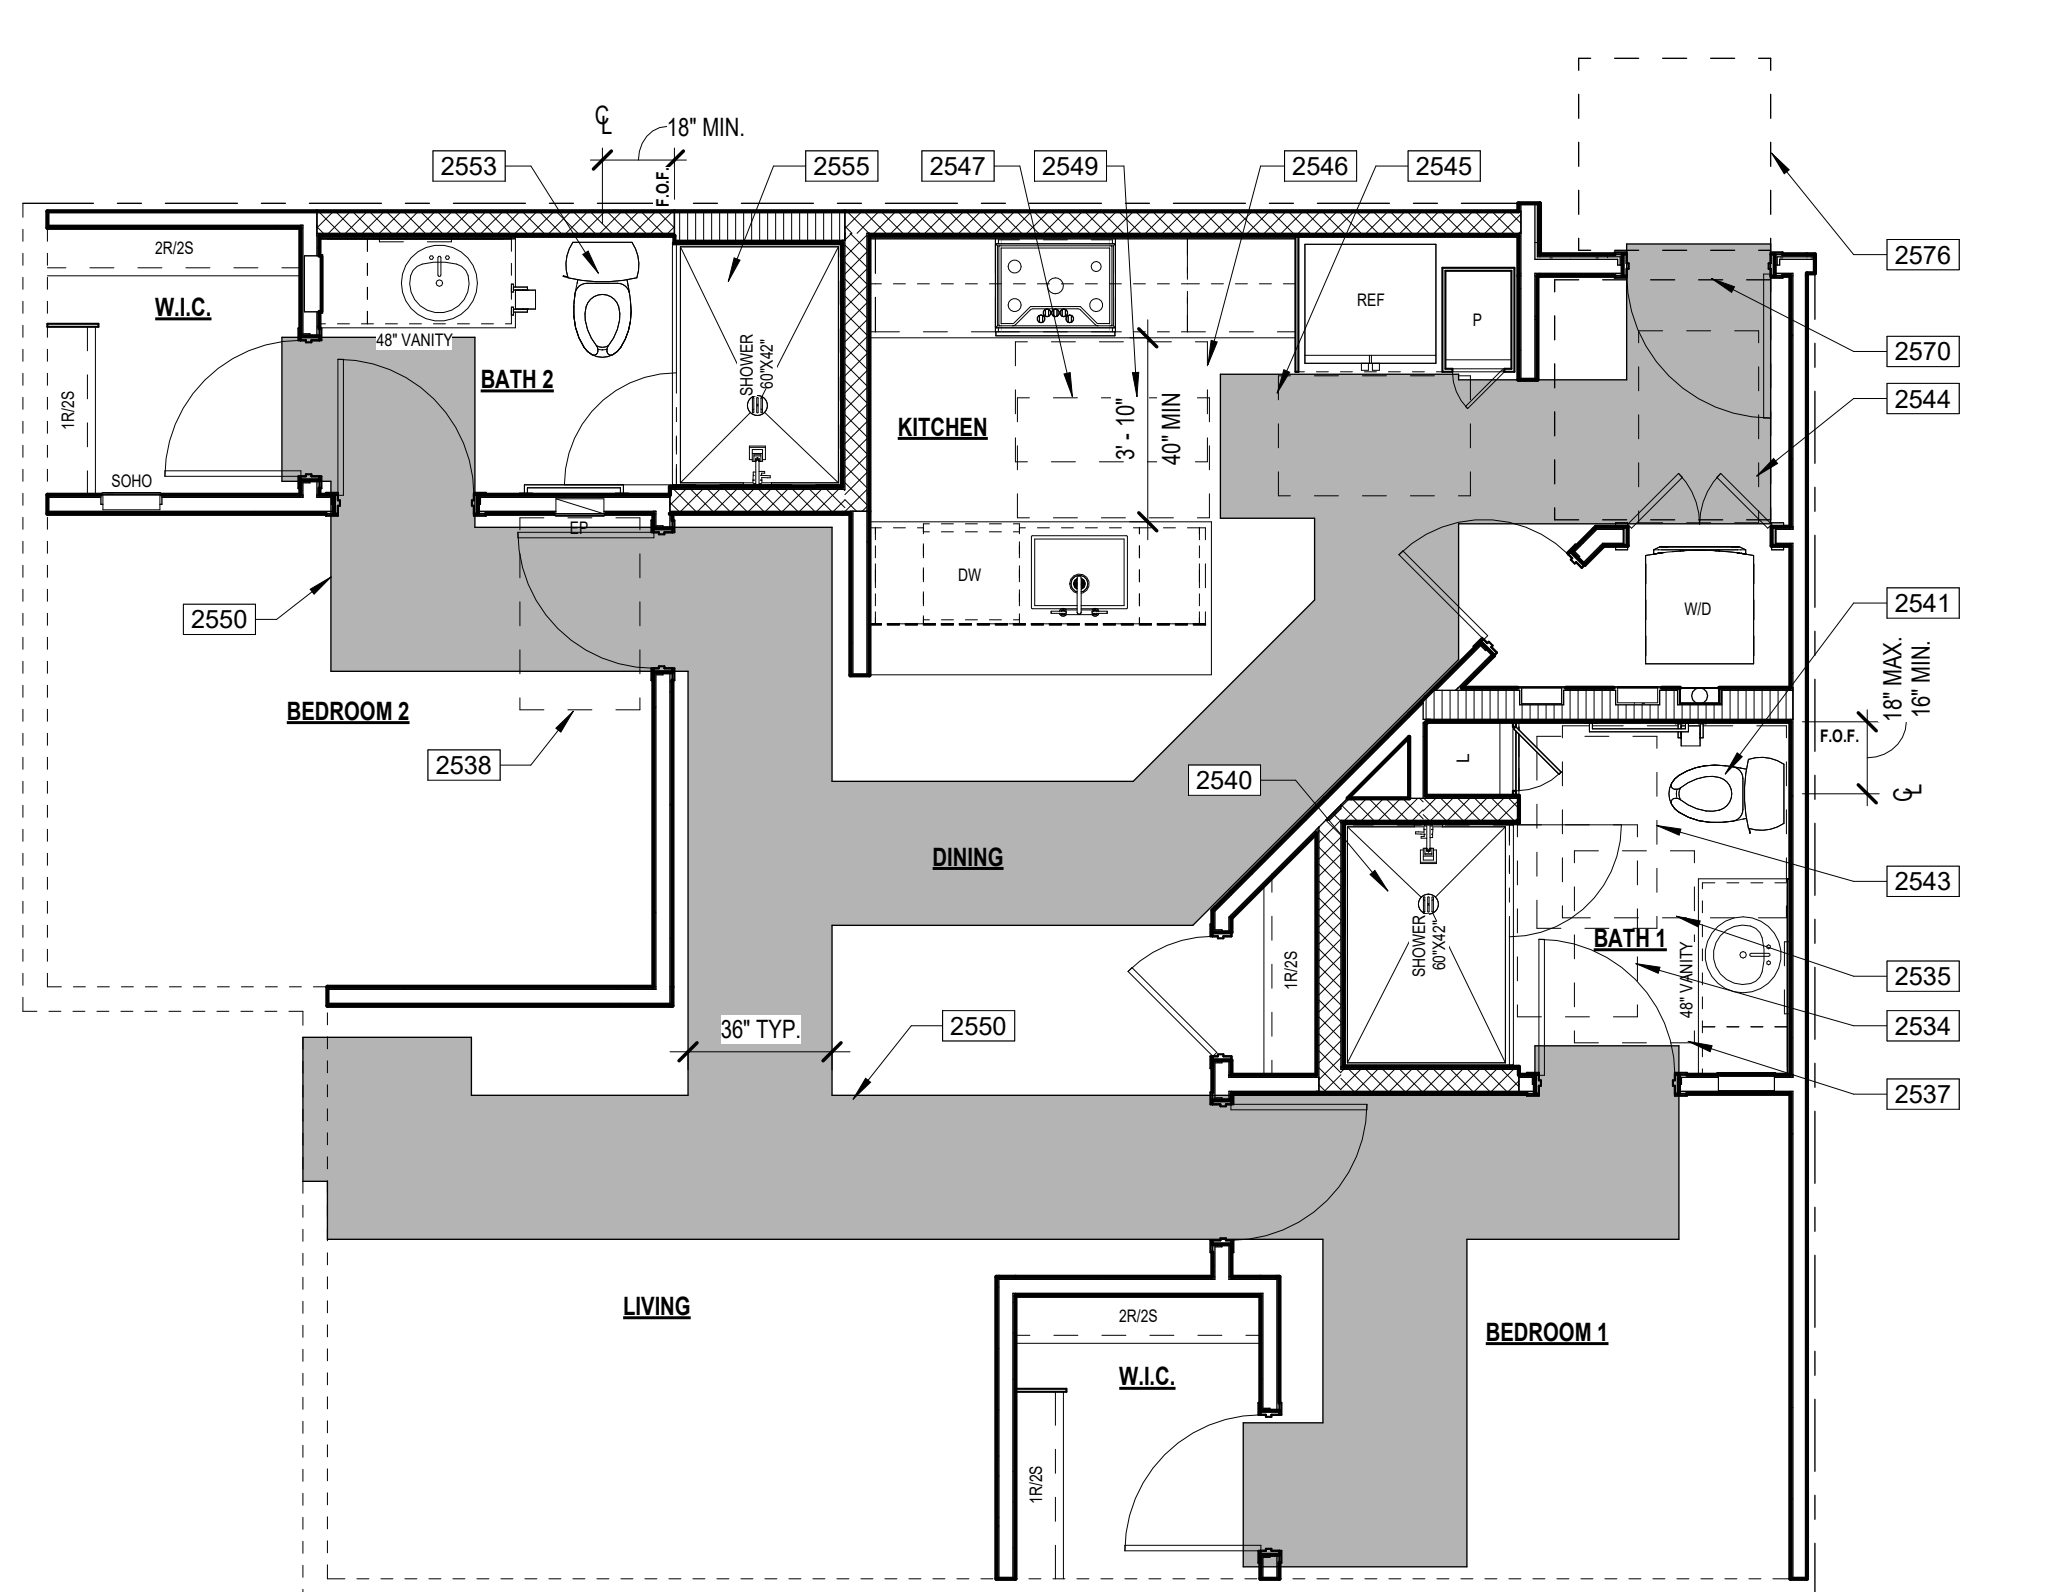 ℄
18" MIN.
F.O.F.
2553
2555
2547
2549
2546
2545
2576
2R/2S
W.I.C.
1R/2S
SOHO
48" VANITY
BATH 2
SHOWER
60"X42"
KITCHEN
3' - 10"
40" MIN
REF
P
2570
2544
EP
DW
W/D
2550
2541
18" MAX.
16" MIN.
F.O.F.
℄
BEDROOM 2
2538
2540
L
DINING
SHOWER
60"X42"
BATH 1
48" VANITY
2543
2535
2534
2537
1R/2S
36" TYP.
2550
LIVING
2R/2S
W.I.C.
1R/2S
BEDROOM 1